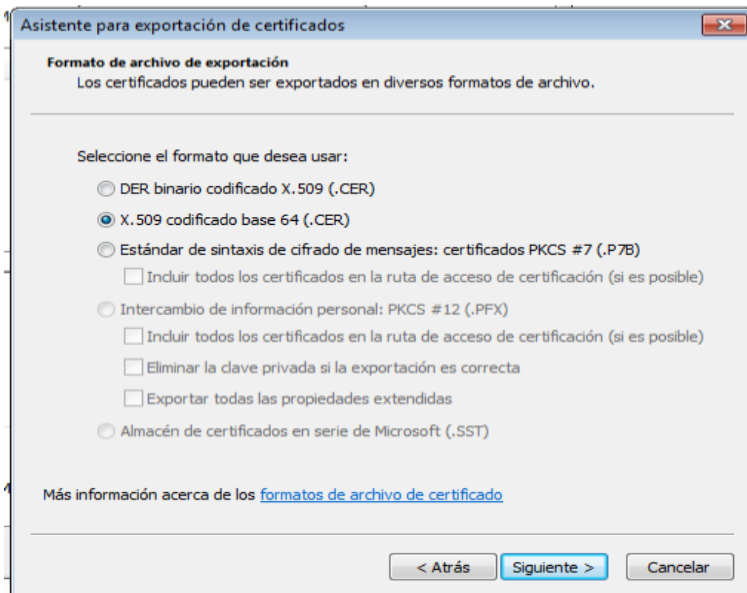 Asistente para exportación de certificados
Formato de archivo de exportación
Los certificados pueden ser exportados en diversos formatos de archivo.
Seleccione el formato que desea usar:
DER binario codificado X.509 (.CER)
X.509 codificado base 64 (.CER)
Estándar de sintaxis de cifrado de mensajes: certificados PKCS #7 (.P7B)
Incluir todos los certificados en la ruta de acceso de certificación (si es posible)
Intercambio de información personal: PKCS #12 (.PFX)
Incluir todos los certificados en la ruta de acceso de certificación (si es posible)
Eliminar la clave privada si la exportación es correcta
Exportar todas las propiedades extendidas
Almacén de certificados en serie de Microsoft (.SST)
Más información acerca de los formatos de archivo de certificado
< Atrás Siguiente > Cancelar